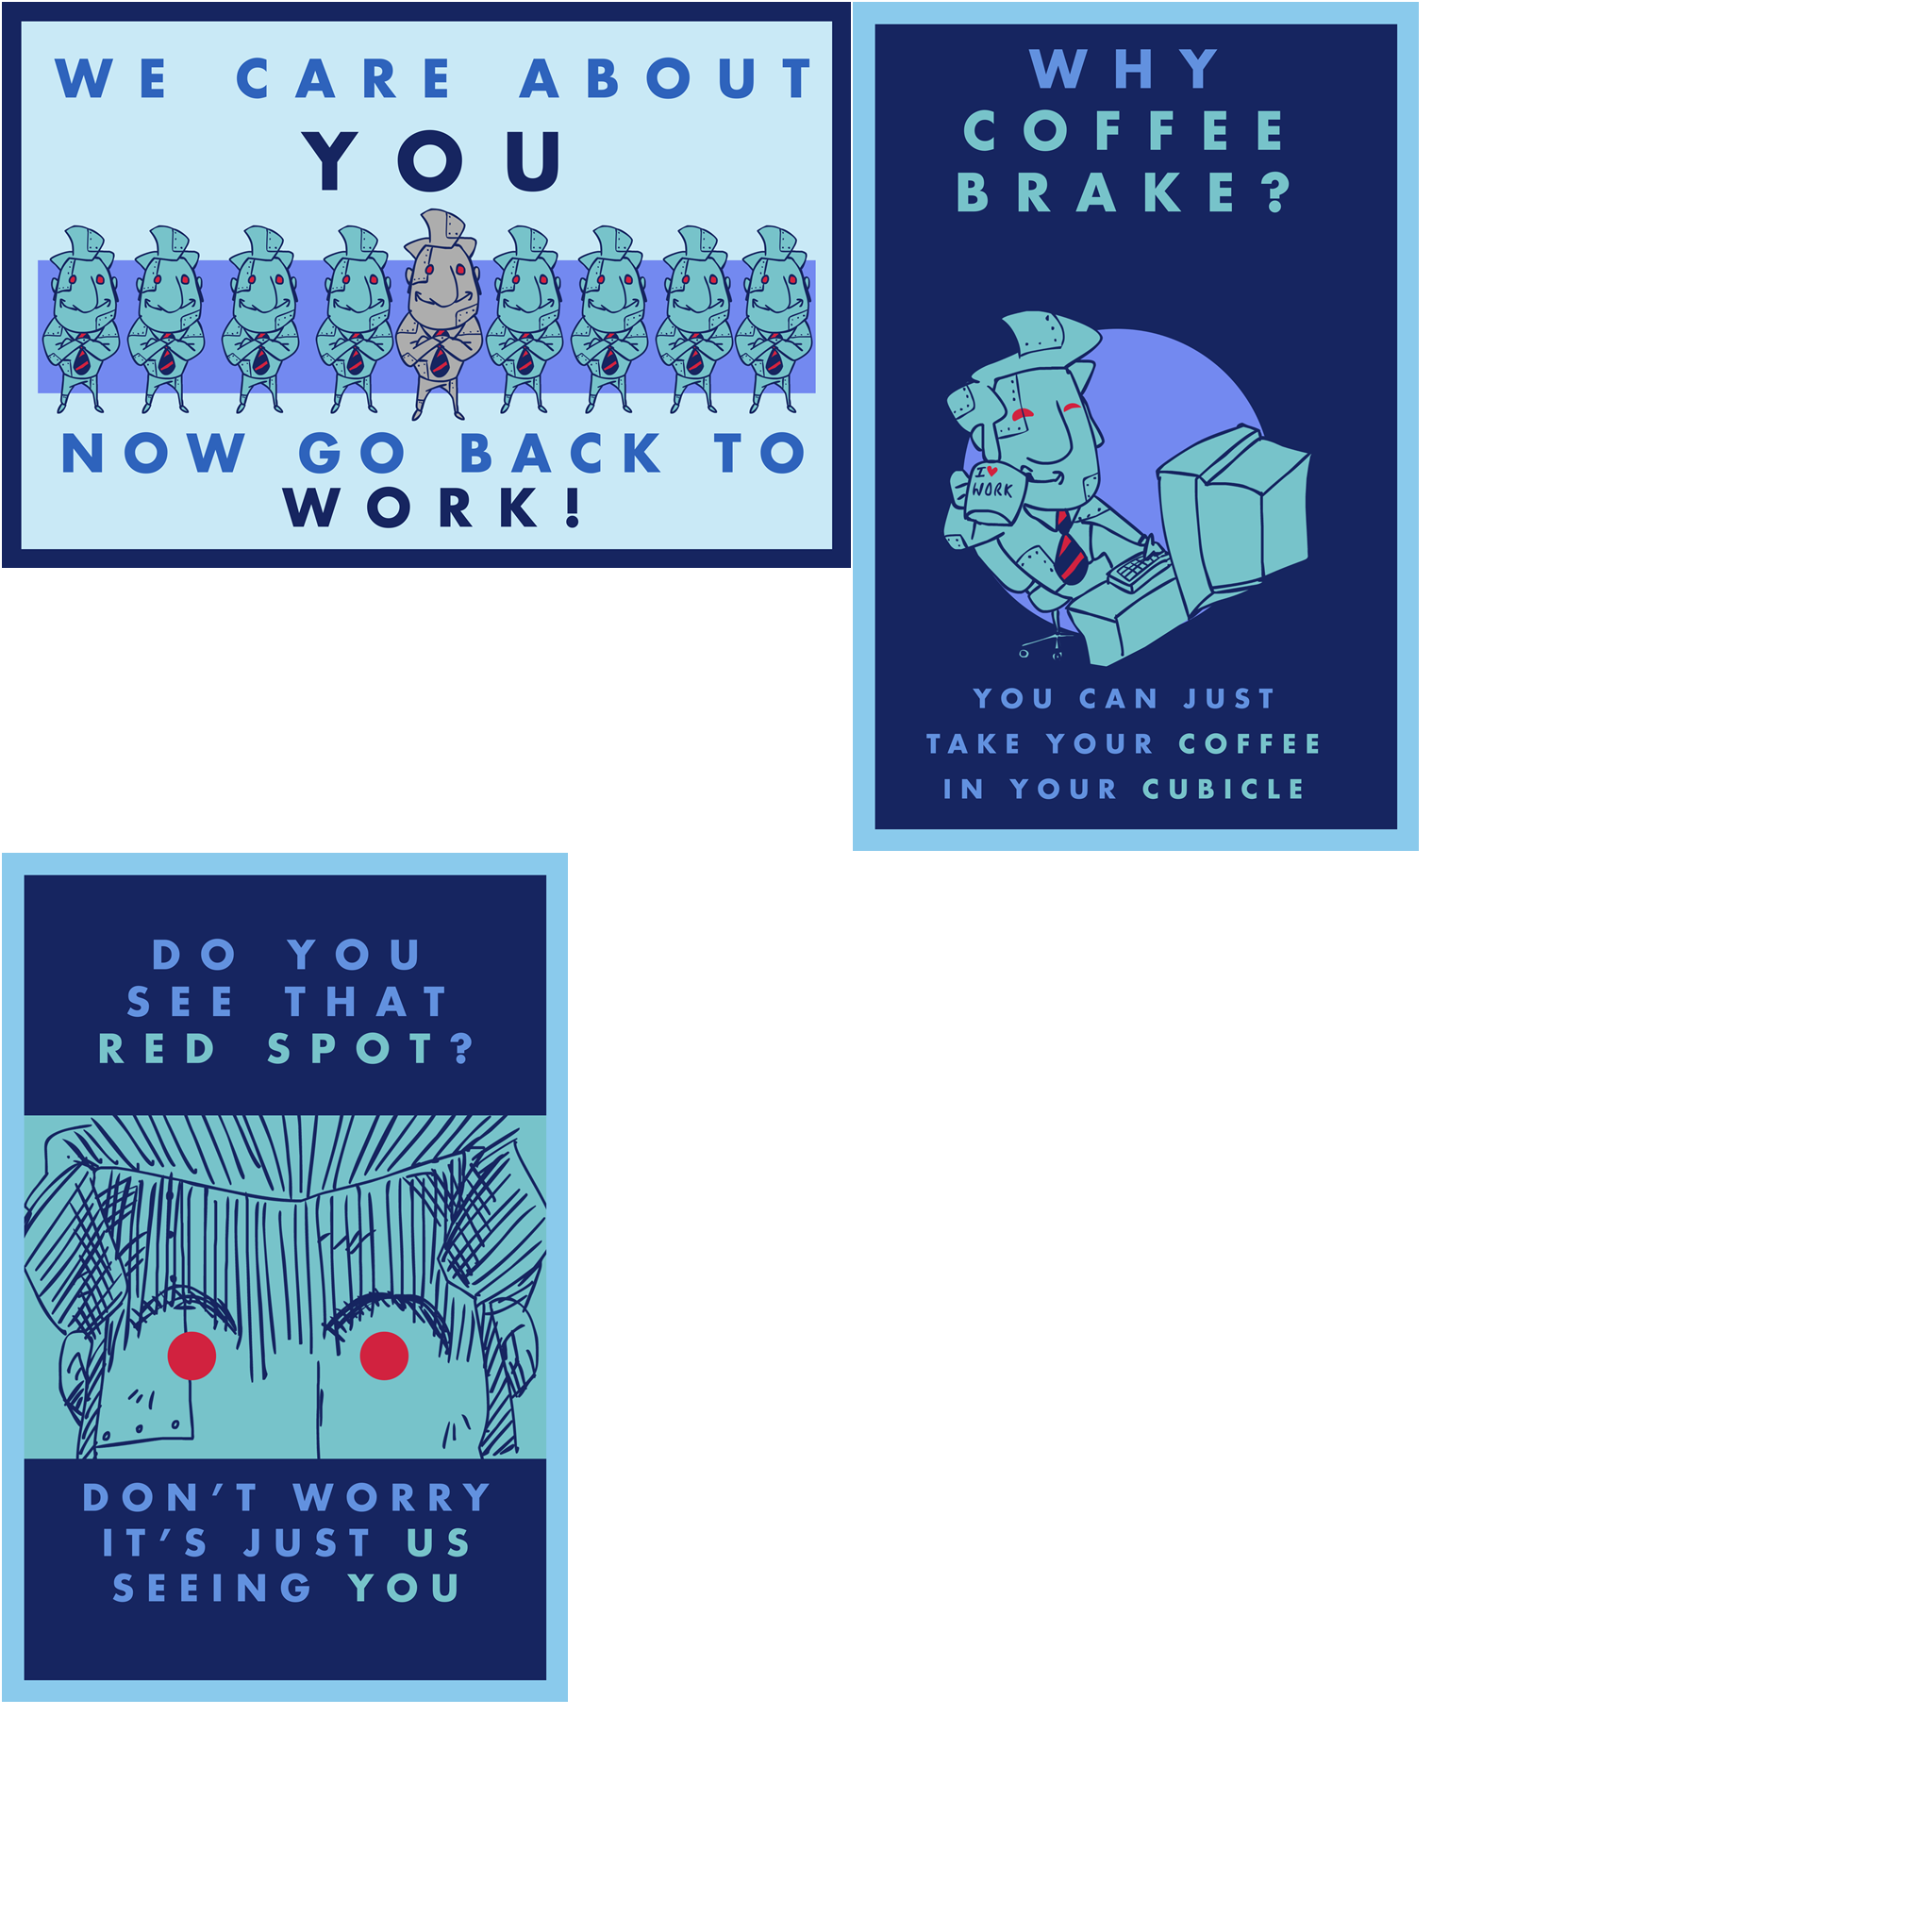 WE CARE ABOUT
YOU
NOW GO BACK TO
WORK!
WHY
COFFEE
BRAKE?
I ♥
WORK
YOU CAN JUST
TAKE YOUR COFFEE
IN YOUR CUBICLE
DO YOU
SEE THAT
RED SPOT?
DON'T WORRY
IT'S JUST US
SEEING YOU